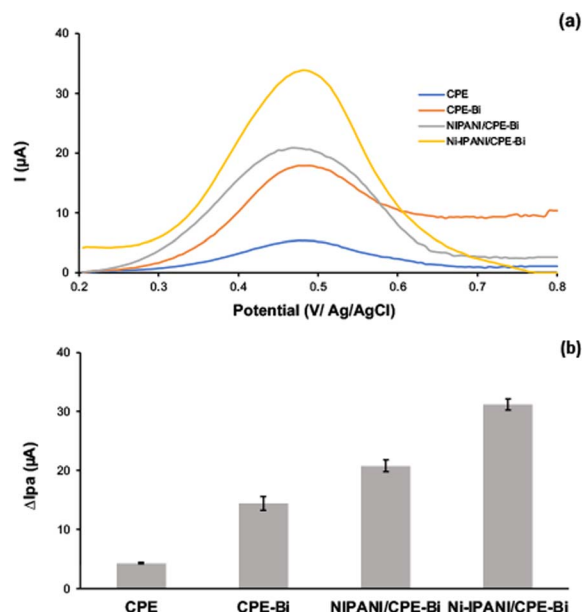 (a)
40
30
20
10
0
I (µA)
CPE
CPE-Bi
NIPANI/CPE-Bi
Ni-IPANI/CPE-Bi
0.2 0.3 0.4 0.5 0.6 0.7 0.8
Potential (V/ Ag/AgCl)
(b)
40
30
20
10
0
ΔIpa (µA)
CPE CPE-Bi NIPANI/CPE-Bi Ni-IPANI/CPE-Bi